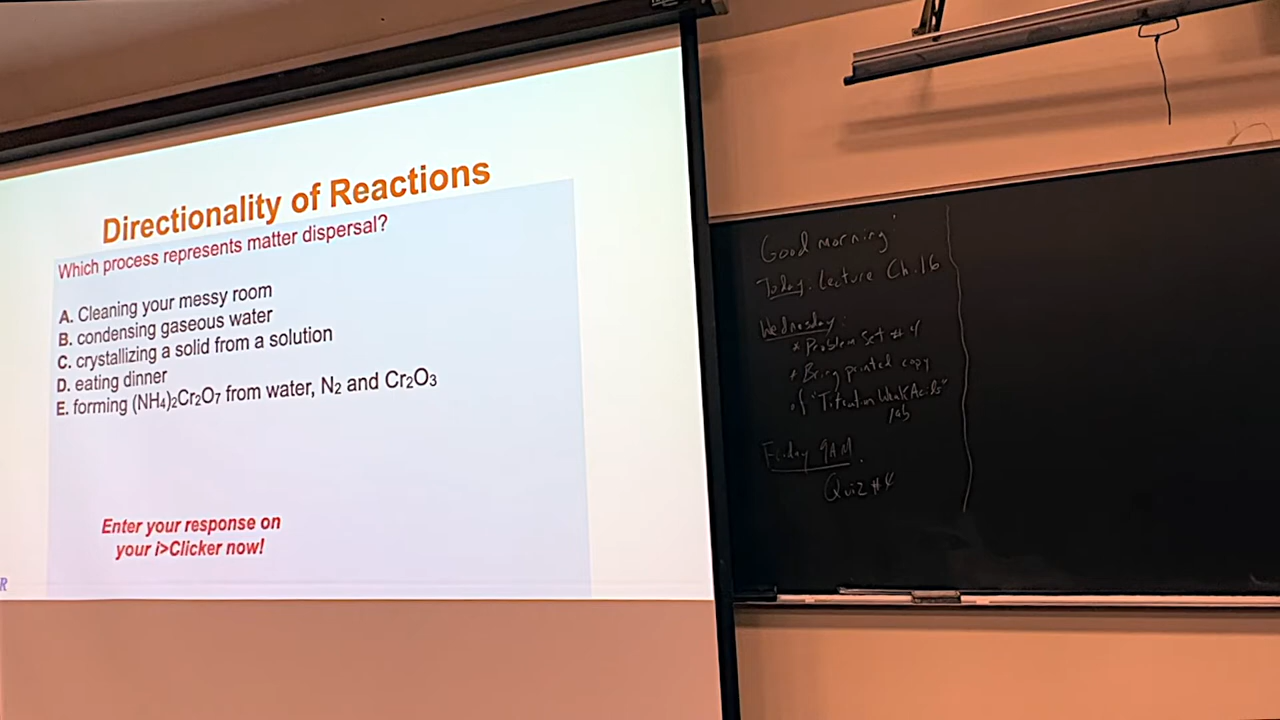 Directionality of Reactions
Which process represents matter dispersal?
A. Cleaning your messy room
B. condensing gaseous water
C. crystallizing a solid from a solution
D. eating dinner
E. forming (NH₄)₂Cr₂O₇ from water, N₂ and Cr₂O₃
Enter your response on
your i>Clicker now!
R
Good morning
Today: Lecture Ch. 16
Wednesday:
* Problem Set #4
* Bring printed copy
of "Titration Weak Acids"
lab
Friday 9AM
Quiz #4